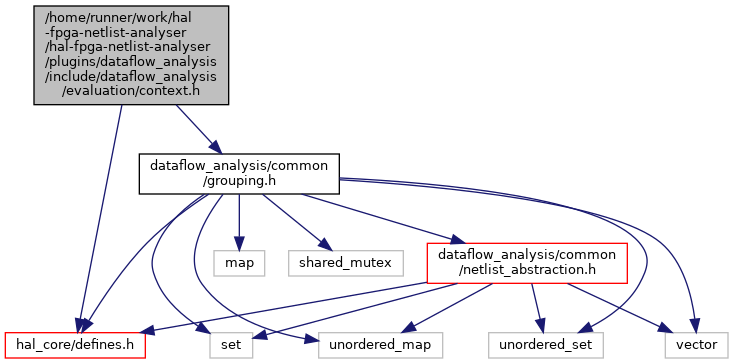 /home/runner/work/hal
-fpga-netlist-analyser
/hal-fpga-netlist-analyser
/plugins/dataflow_analysis
/include/dataflow_analysis
/evaluation/context.h
dataflow_analysis/common
/grouping.h
map
shared_mutex
dataflow_analysis/common
/netlist_abstraction.h
hal_core/defines.h
set
unordered_map
unordered_set
vector